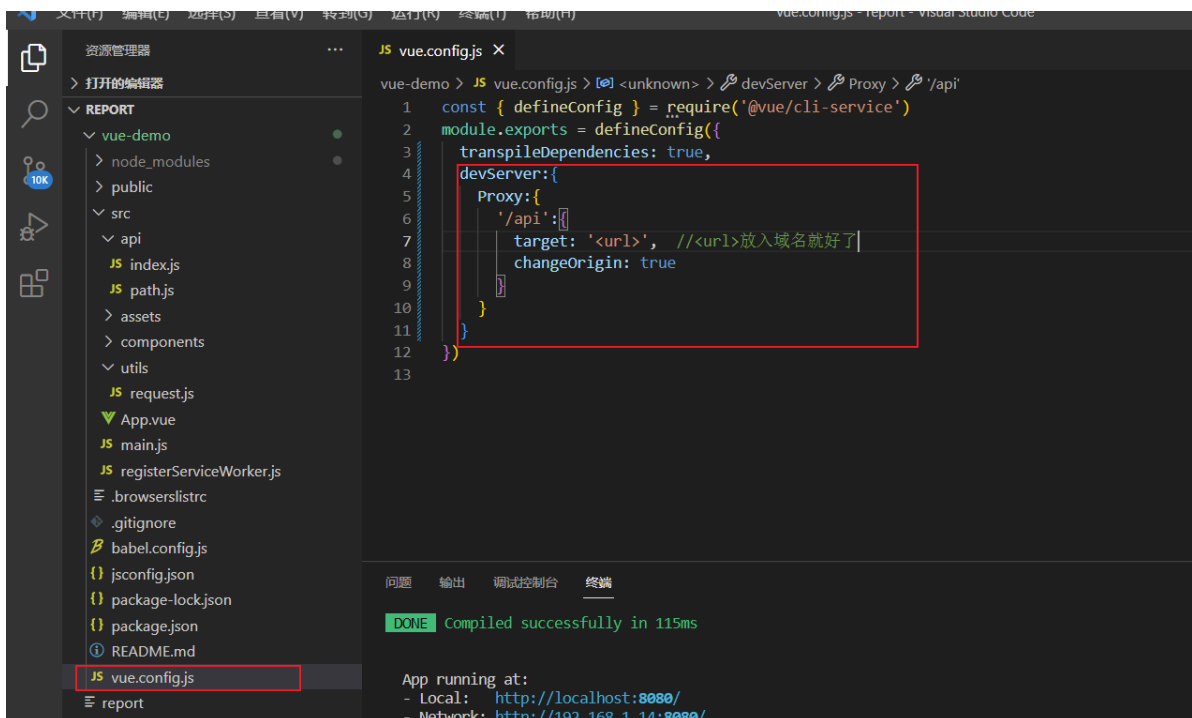 文件(F) 编辑(E) 选择(S) 查看(V) 转到(G) 运行(R) 终端(T) 帮助(H) vue.config.js - report - Visual Studio Code
资源管理器 ···
打开的编辑器
REPORT
vue-demo
node_modules
public
src
api
JS index.js
JS path.js
assets
components
utils
JS request.js
App.vue
JS main.js
JS registerServiceWorker.js
.browserslistrc
.gitignore
babel.config.js
{} jsconfig.json
{} package-lock.json
{} package.json
README.md
JS vue.config.js
report
10K
JS vue.config.js ×
vue-demo > JS vue.config.js > <unknown> > devServer > Proxy > '/api'
1 const { defineConfig } = require('@vue/cli-service')
2 module.exports = defineConfig({
3 transpileDependencies: true,
4 devServer:{
5 Proxy:{
6 '/api':{
7 target: '<url>', //<url>放入域名就好了
8 changeOrigin: true
9 }
10 }
11 }
12 })
13
问题 输出 调试控制台 终端
DONE Compiled successfully in 115ms
App running at:
- Local: http://localhost:8080/
- Network: http://192.168.1.14:8080/